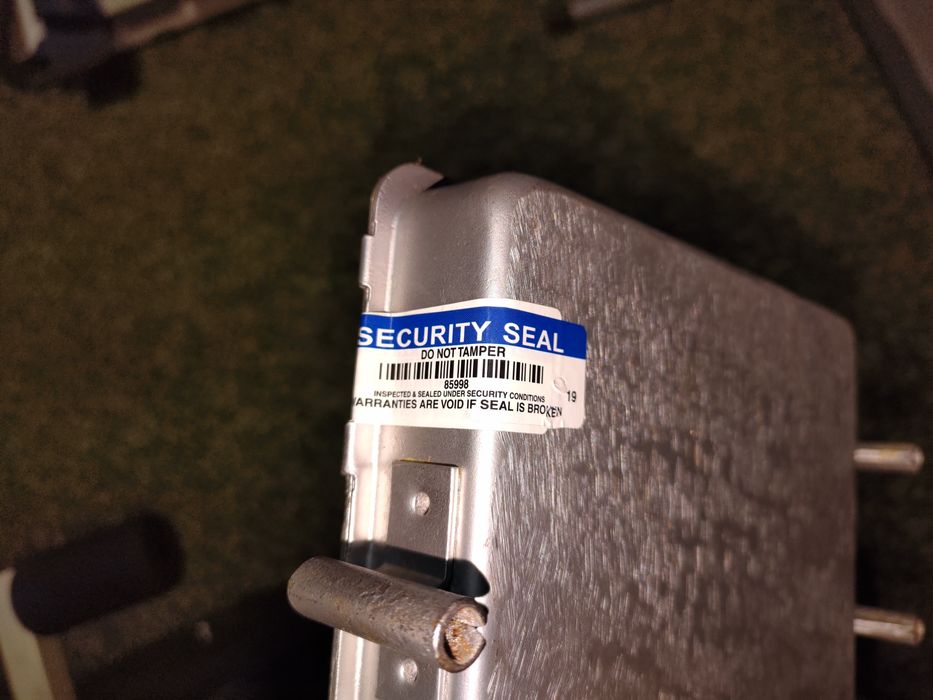 SECURITY SEAL
DO NOT TAMPER
85998
INSPECTED & SEALED UNDER SECURITY CONDITIONS
19
WARRANTIES ARE VOID IF SEAL IS BROKEN